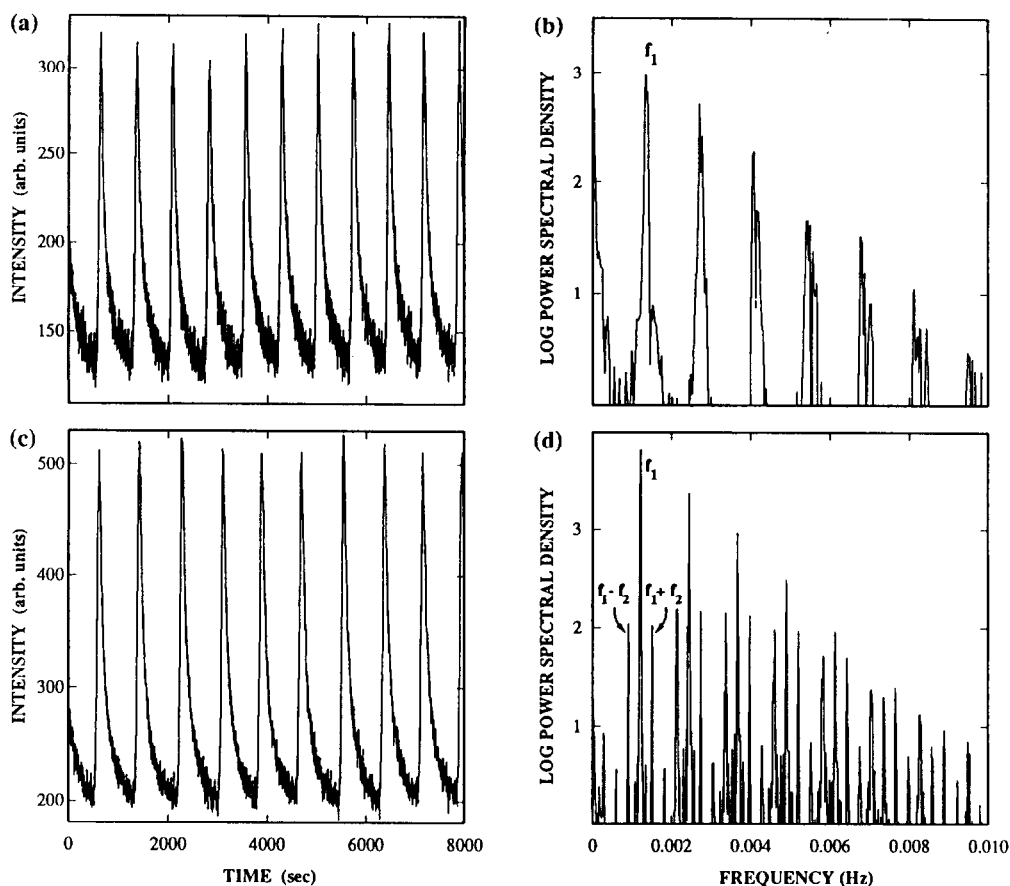 (a)
INTENSITY (arb. units)
300
250
200
150
(b)
LOG POWER SPECTRAL DENSITY
3
2
1
f1
(c)
INTENSITY (arb. units)
500
400
300
200
0
2000
4000
6000
8000
TIME (sec)
(d)
LOG POWER SPECTRAL DENSITY
3
2
1
f1
f1 - f2
f1 + f2
0
0.002
0.004
0.006
0.008
0.010
FREQUENCY (Hz)